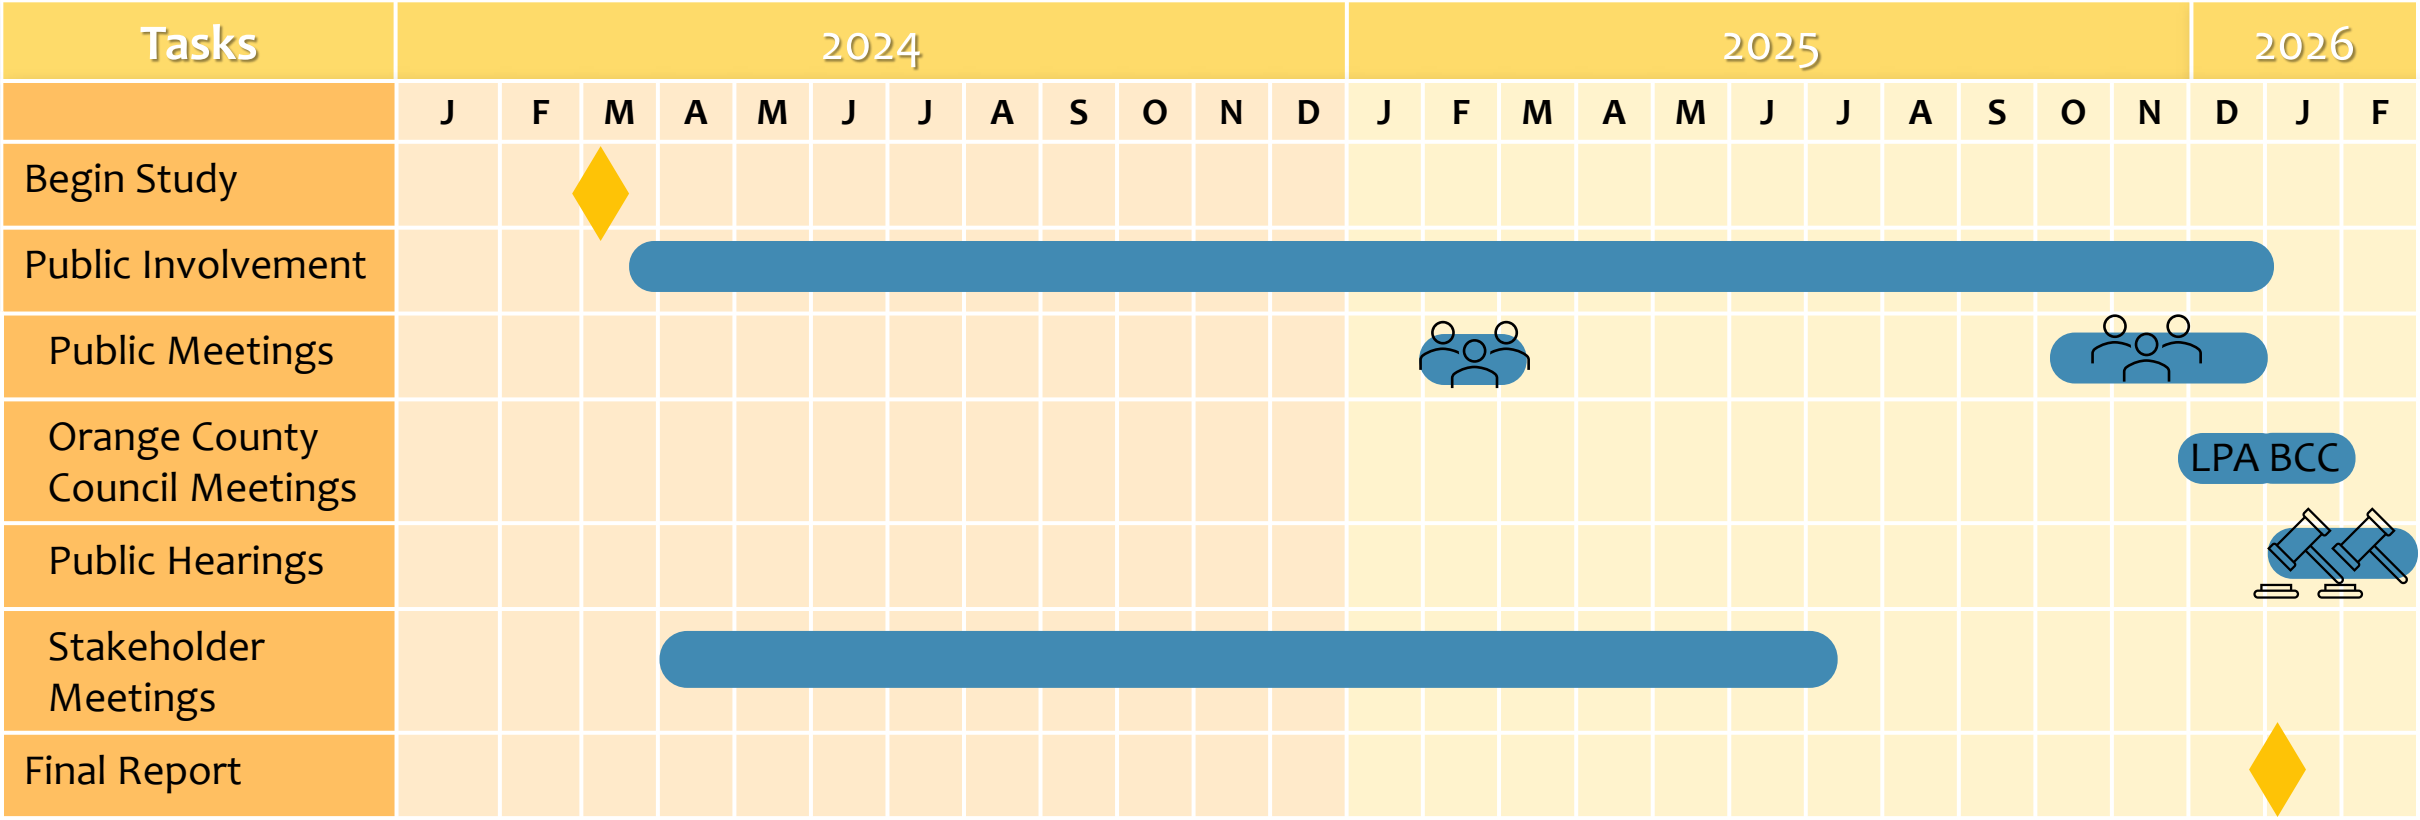 Tasks 2024 2025 2026
J F M A M J J A S O N D J F M A M J J A S O N D J F
Begin Study
Public Involvement
Public Meetings
Orange County
Council Meetings
LPA BCC
Public Hearings
Stakeholder
Meetings
Final Report